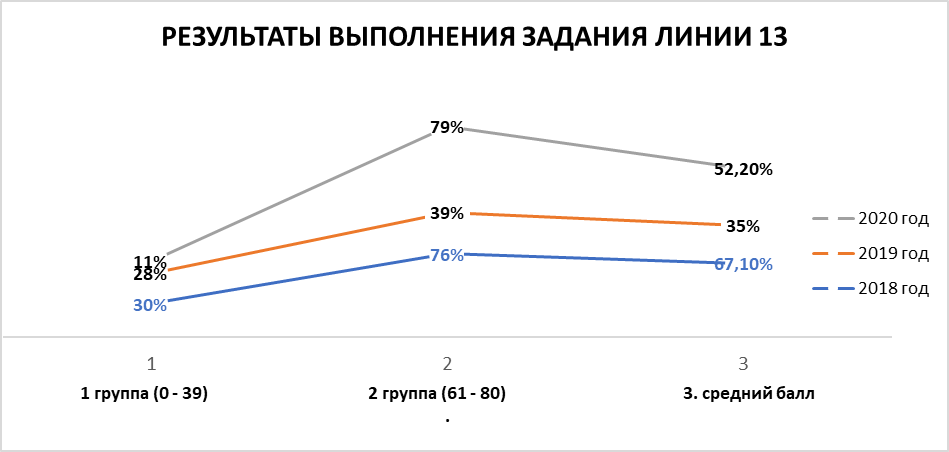 РЕЗУЛЬТАТЫ ВЫПОЛНЕНИЯ ЗАДАНИЯ ЛИНИИ 13
79%
52,20%
39%
35%
11%
28%
76%
67,10%
30%
2020 год
2019 год
2018 год
1
2
3
1 группа (0 - 39)
2 группа (61 - 80)
3. средний балл
.